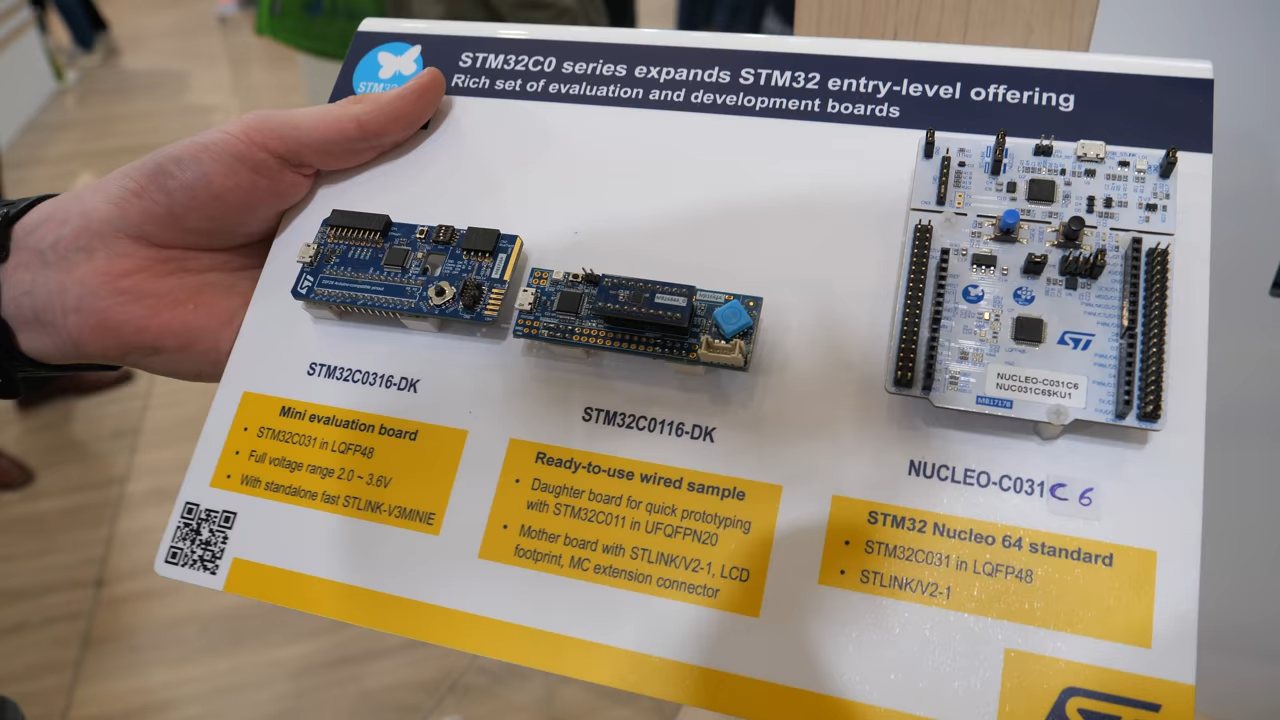 STM32
STM32C0 series expands STM32 entry-level offering
Rich set of evaluation and development boards
STM32C0316-DK
Mini evaluation board
• STM32C031 in LQFP48
• Full voltage range 2.0 ~ 3.6V
• With standalone fast STLINK-V3MINIE
STM32C0116-DK
Ready-to-use wired sample
• Daughter board for quick prototyping
with STM32C011 in UFQFPN20
• Mother board with STLINK/V2-1, LCD
footprint, MC extension connector
NUCLEO-C031C6
NUC031C6$KU1
MB1717B
ST
NUCLEO-C031C6
STM32 Nucleo 64 standard
• STM32C031 in LQFP48
• STLINK/V2-1